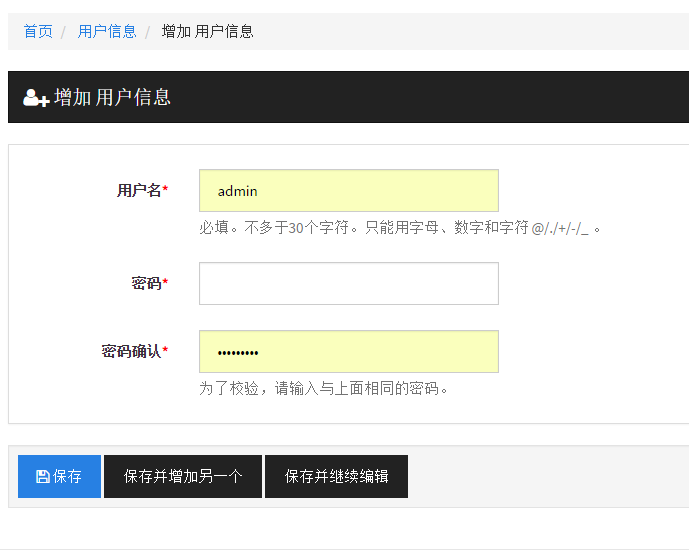 首页 / 用户信息 / 增加 用户信息
增加 用户信息
用户名* admin
必填。不多于30个字符。只能用字母、数字和字符 @/./+/-/_ 。
密码*
密码确认* •••••••••
为了校验，请输入与上面相同的密码。
保存 保存并增加另一个 保存并继续编辑